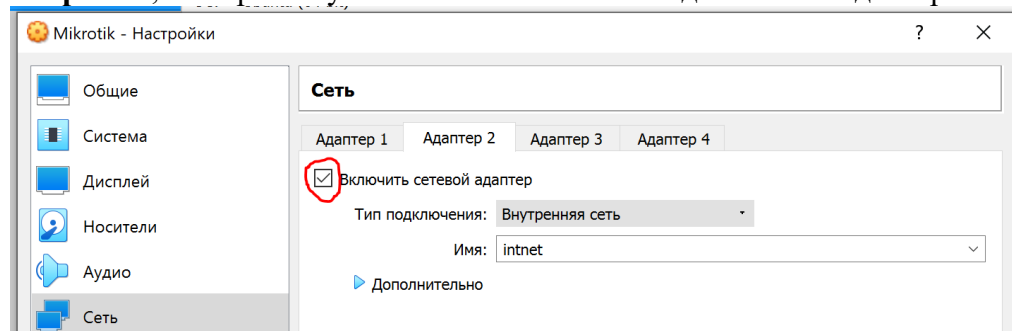 Mikrotik - Настройки
?
Общие
Система
Дисплей
Носители
Аудио
Сеть
Сеть
Адаптер 1 Адаптер 2 Адаптер 3 Адаптер 4
Включить сетевой адаптер
Тип подключения: Внутренняя сеть
Имя: intnet
Дополнительно